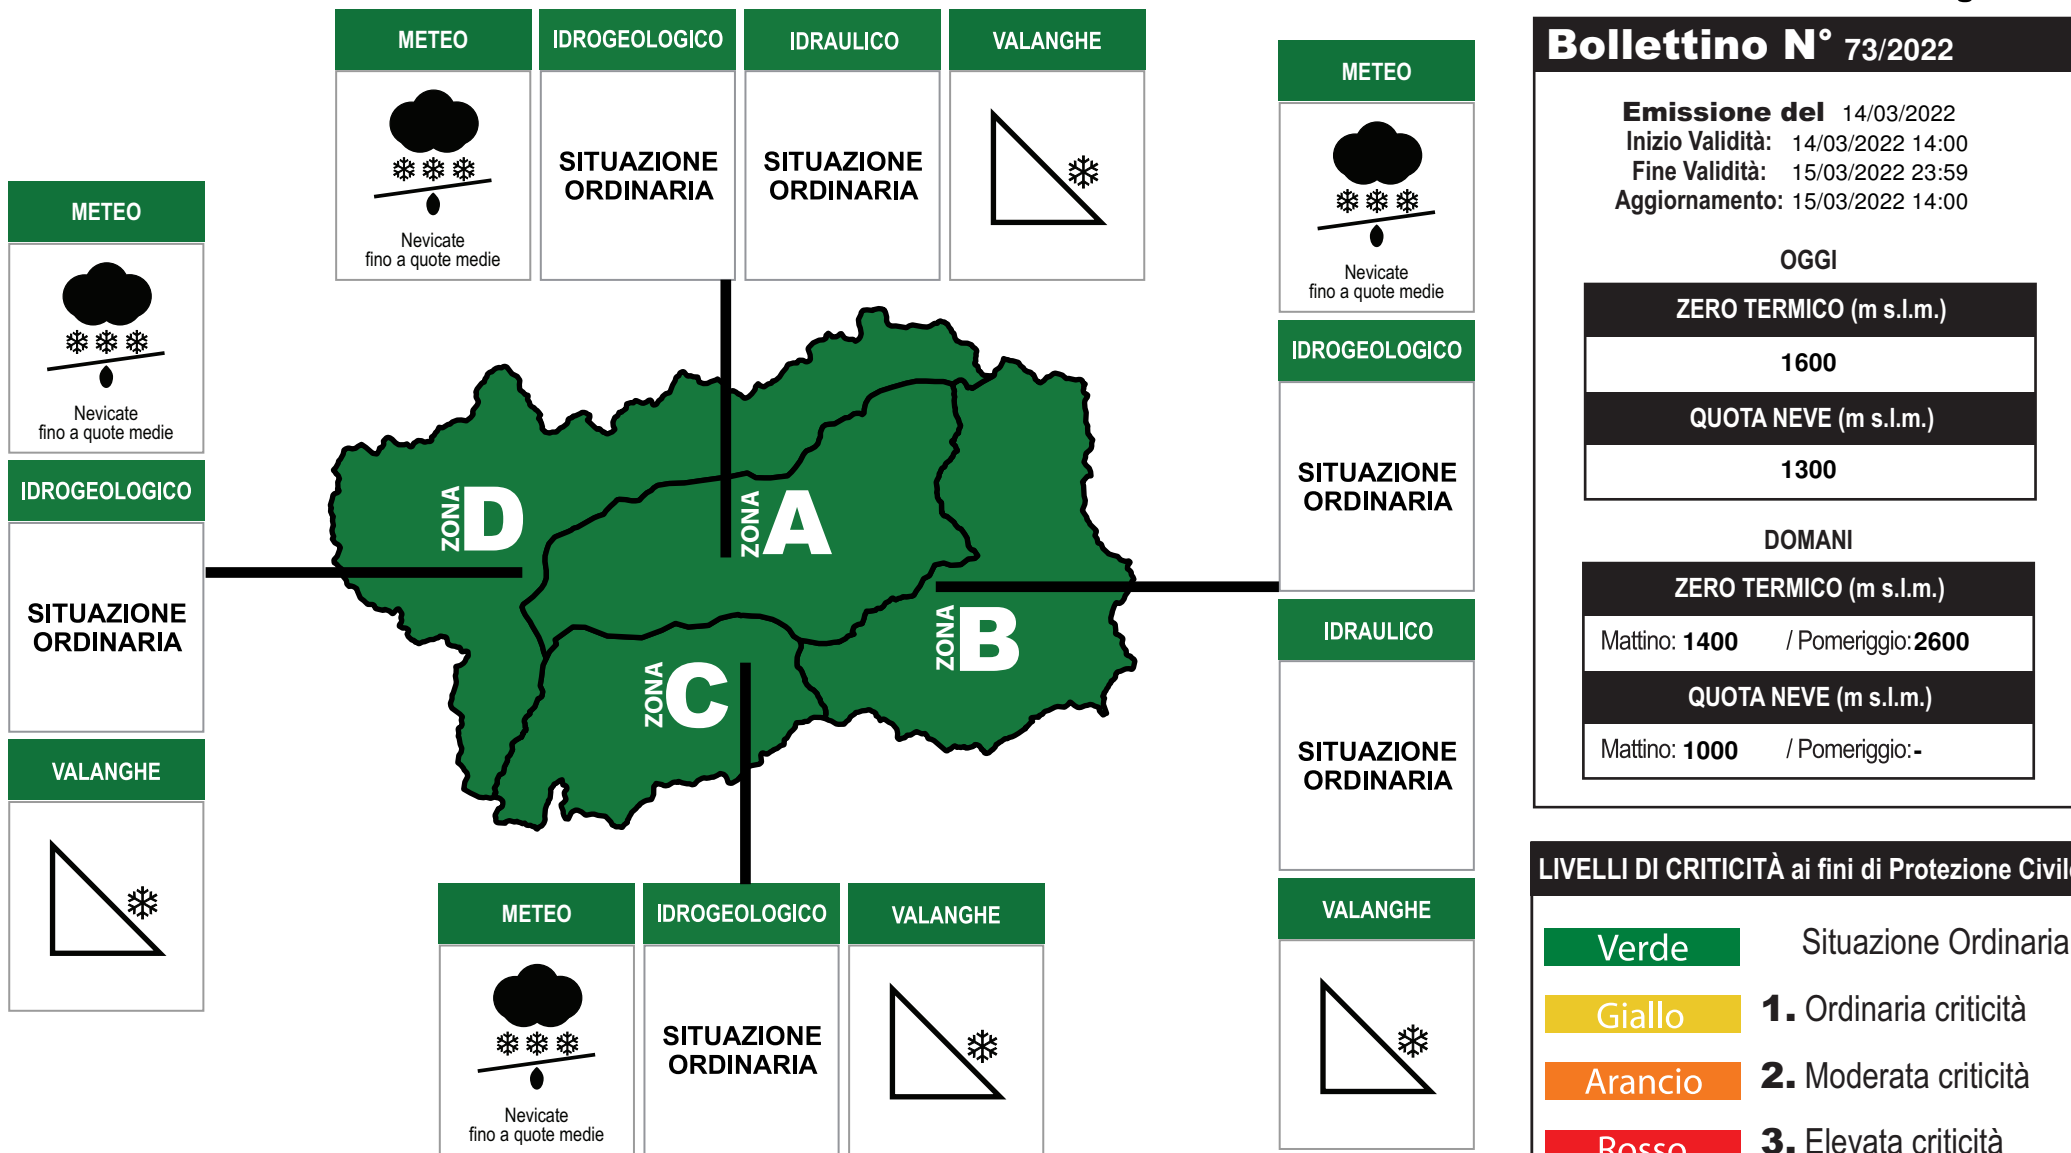 METEO
IDROGEOLOGICO
IDRAULICO
VALANGHE
Nevicate
fino a quote medie
SITUAZIONE
ORDINARIA
SITUAZIONE
ORDINARIA
METEO
Nevicate
fino a quote medie
IDROGEOLOGICO
SITUAZIONE
ORDINARIA
VALANGHE
ZONA D
ZONA A
ZONA B
ZONA C
METEO
IDROGEOLOGICO
VALANGHE
Nevicate
fino a quote medie
SITUAZIONE
ORDINARIA
METEO
Nevicate
fino a quote medie
IDROGEOLOGICO
SITUAZIONE
ORDINARIA
IDRAULICO
SITUAZIONE
ORDINARIA
VALANGHE
Bollettino N° 73/2022
Emissione del 14/03/2022
Inizio Validità: 14/03/2022 14:00
Fine Validità: 15/03/2022 23:59
Aggiornamento: 15/03/2022 14:00
OGGI
ZERO TERMICO (m s.l.m.)
1600
QUOTA NEVE (m s.l.m.)
1300
DOMANI
ZERO TERMICO (m s.l.m.)
Mattino: 1400 / Pomeriggio: 2600
QUOTA NEVE (m s.l.m.)
Mattino: 1000 / Pomeriggio: -
LIVELLI DI CRITICITÀ ai fini di Protezione Civile
Verde Situazione Ordinaria
Giallo 1. Ordinaria criticità
Arancio 2. Moderata criticità
Rosso 3. Elevata criticità